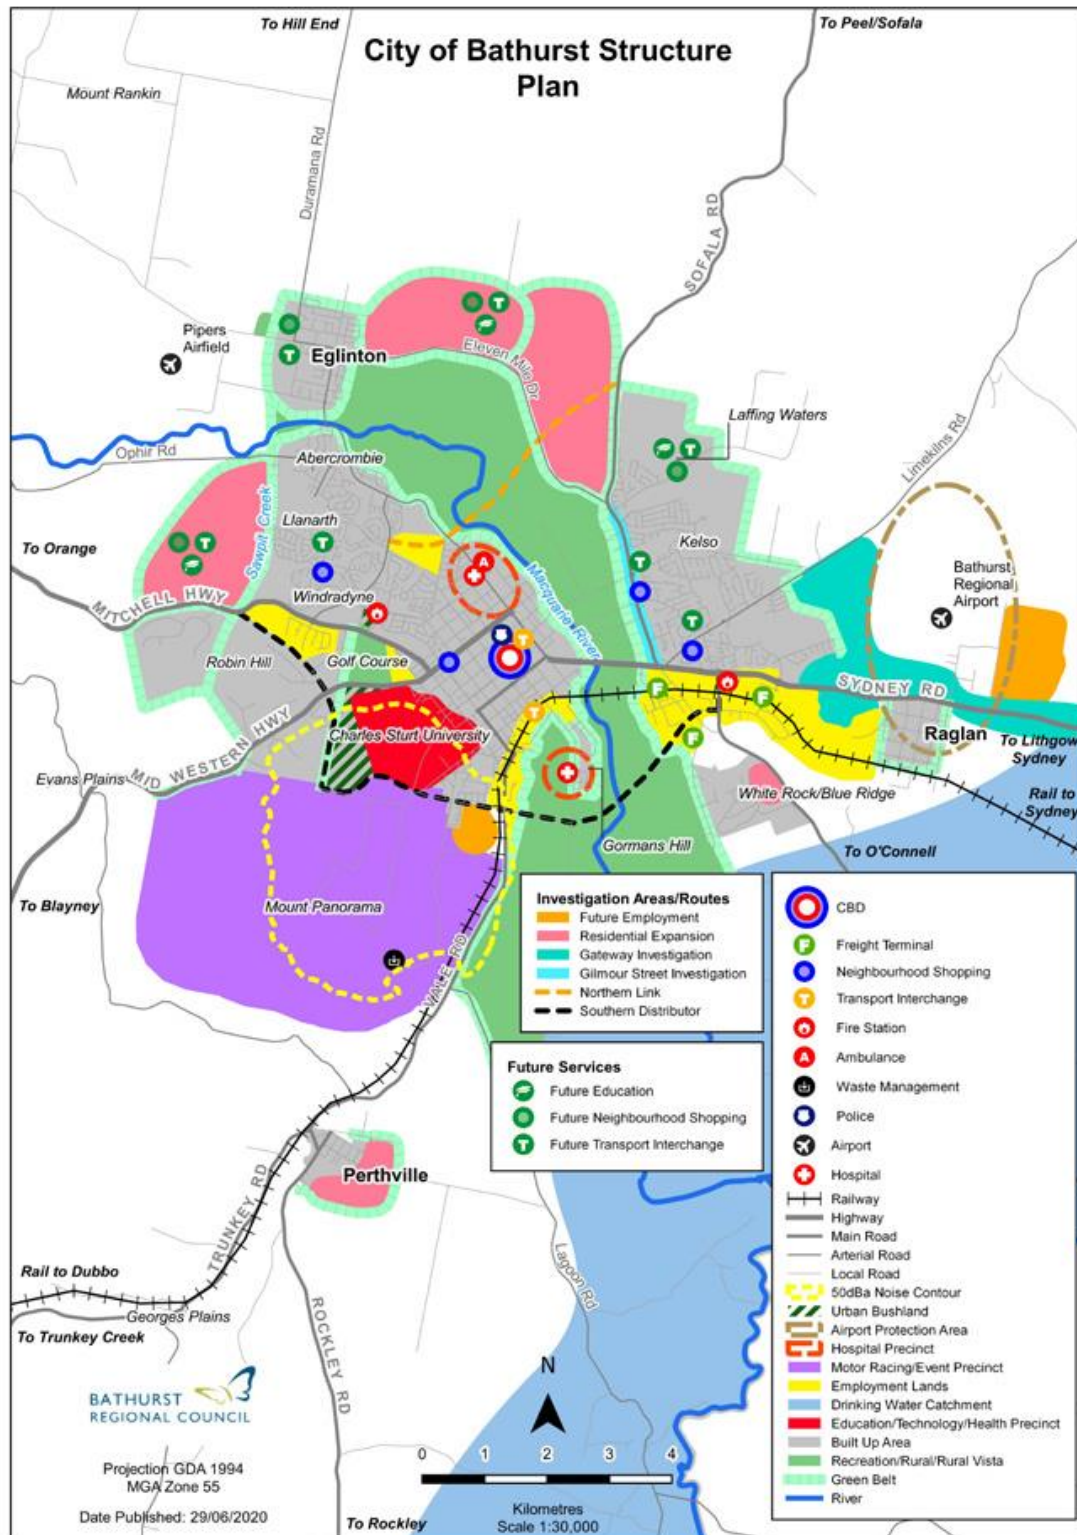 To Hill End
To Peel/Sofala
City of Bathurst Structure
Plan
Mount Rankin
Duramana Rd
SOFALA RD
Pipers
Airfield
Eglinton
Eleven Mile Dr
Laffing Waters
Limekilns Rd
Ophir Rd
Abercrombie
Sawpit Creek
Llanarth
Kelso
To Orange
MITCHELL HWY
Windradyne
Macquarie River
Bathurst
Regional
Airport
Robin Hill
Golf Course
SYDNEY RD
Charles Sturt University
Raglan
To Lithgow
Sydney
Evans Plains
MID WESTERN HWY
White Rock/Blue Ridge
Rail to
Sydney
Gormans Hill
To O'Connell
To Blayney
Mount Panorama
VALE RD
Investigation Areas/Routes
Future Employment
Residential Expansion
Gateway Investigation
Gilmour Street Investigation
Northern Link
Southern Distributor
Future Services
Future Education
Future Neighbourhood Shopping
T Future Transport Interchange
CBD
F Freight Terminal
Neighbourhood Shopping
T Transport Interchange
Fire Station
A Ambulance
Waste Management
Police
Airport
Hospital
Railway
Highway
Main Road
Arterial Road
Local Road
50dBa Noise Contour
Urban Bushland
Airport Protection Area
Hospital Precinct
Motor Racing/Event Precinct
Employment Lands
Drinking Water Catchment
Education/Technology/Health Precinct
Built Up Area
Recreation/Rural/Rural Vista
Green Belt
River
Perthville
TRUNKEY RD
Lagoon Rd
Rail to Dubbo
Georges Plains
To Trunkey Creek
ROCKLEY RD
BATHURST
REGIONAL COUNCIL
N
0 1 2 3 4
Kilometres
Scale 1:30,000
Projection GDA 1994
MGA Zone 55
Date Published: 29/06/2020
To Rockley